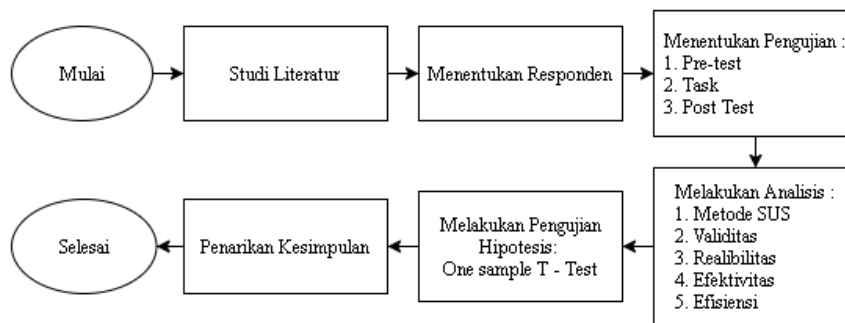 Mulai
Studi Literatur
Menentukan Responden
Menentukan Pengujian :
1. Pre-test
2. Task
3. Post Test
Melakukan Analisis :
1. Metode SUS
2. Validitas
3. Realibilitas
4. Efektivitas
5. Efisiensi
Melakukan Pengujian
Hipotesis:
One sample T - Test
Penarikan Kesimpulan
Selesai